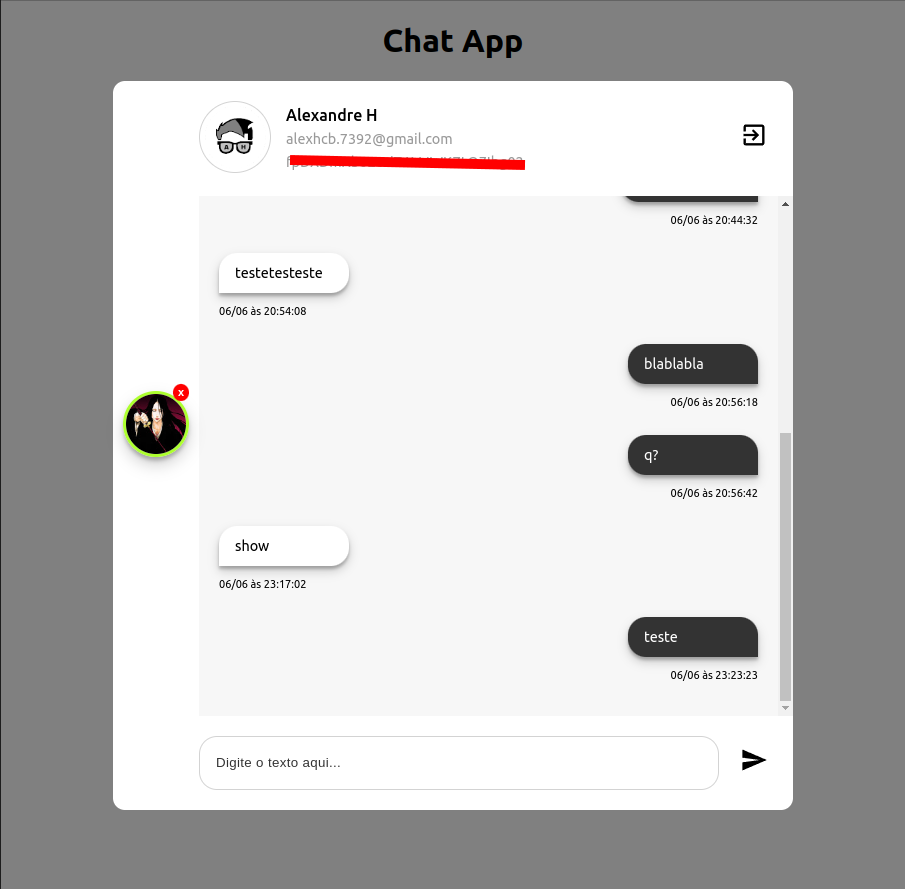 Chat App
Alexandre H
alexhcb.7392@gmail.com
06/06 às 20:44:32
testetesteste
06/06 às 20:54:08
blablabla
06/06 às 20:56:18
x
q?
06/06 às 20:56:42
show
06/06 às 23:17:02
teste
06/06 às 23:23:23
Digite o texto aqui...